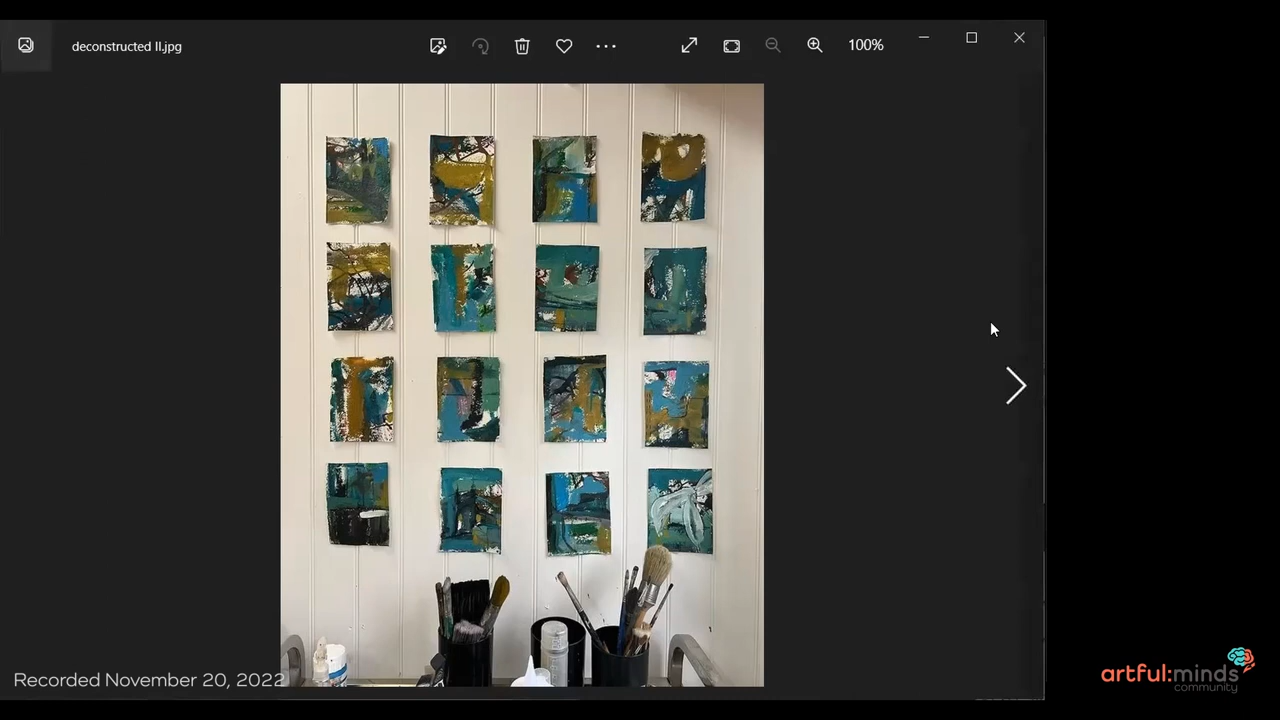 deconstructed II.jpg
100%
Recorded November 20, 2022
artful:minds
community